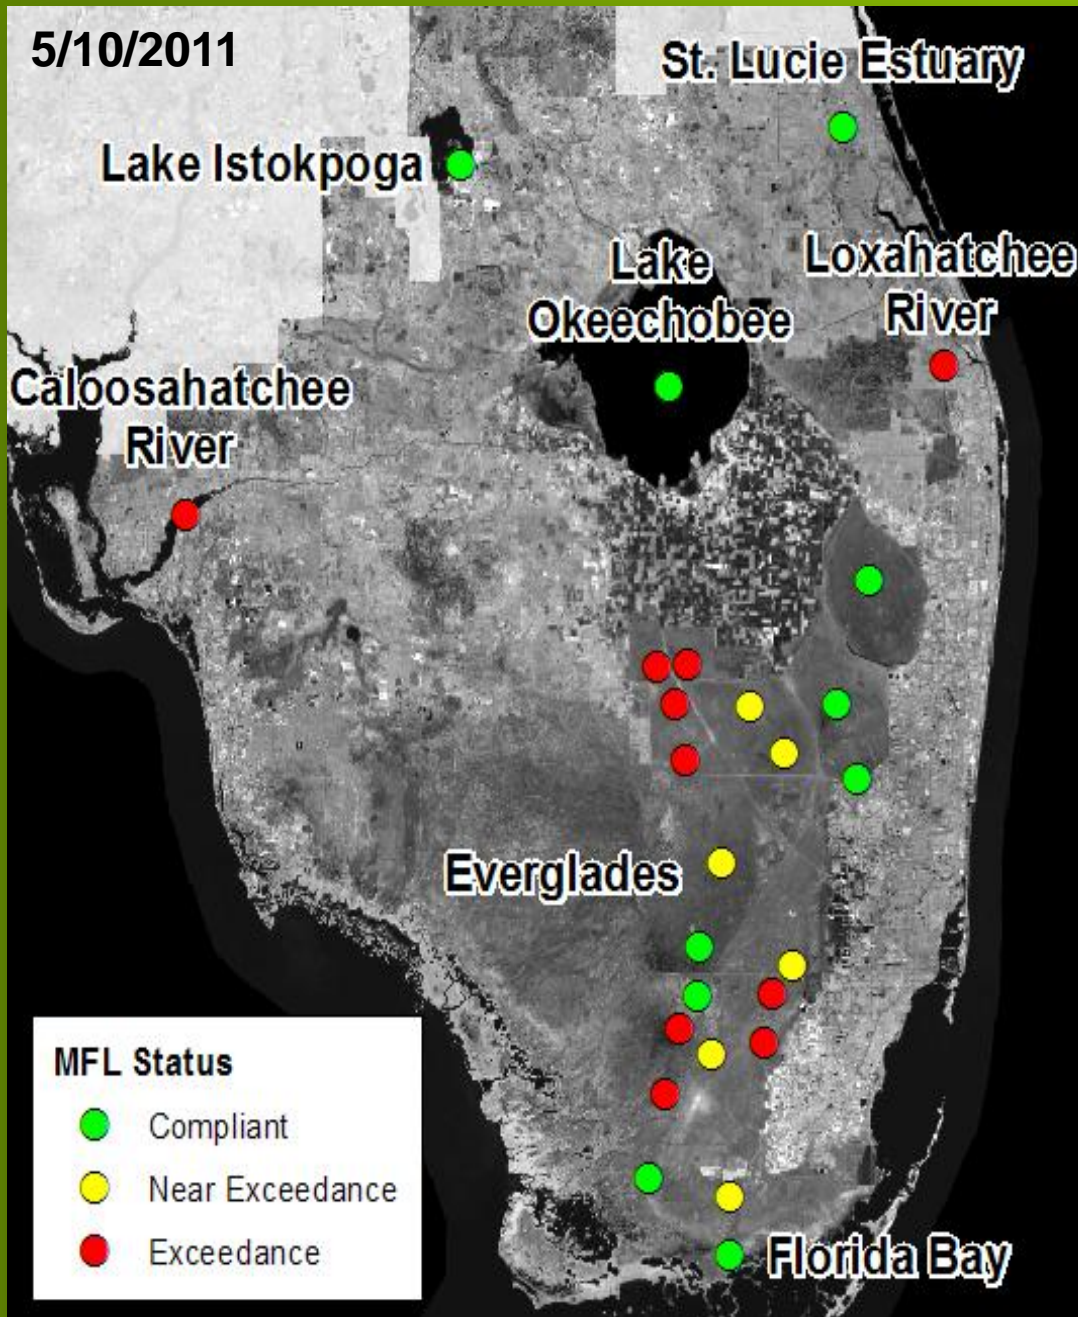 5/10/2011
St. Lucie Estuary
Lake Istokpoga
Lake
Okeechobee
Loxahatchee
River
Caloosahatchee
River
Everglades
MFL Status
Compliant
Near Exceedance
Exceedance
Florida Bay